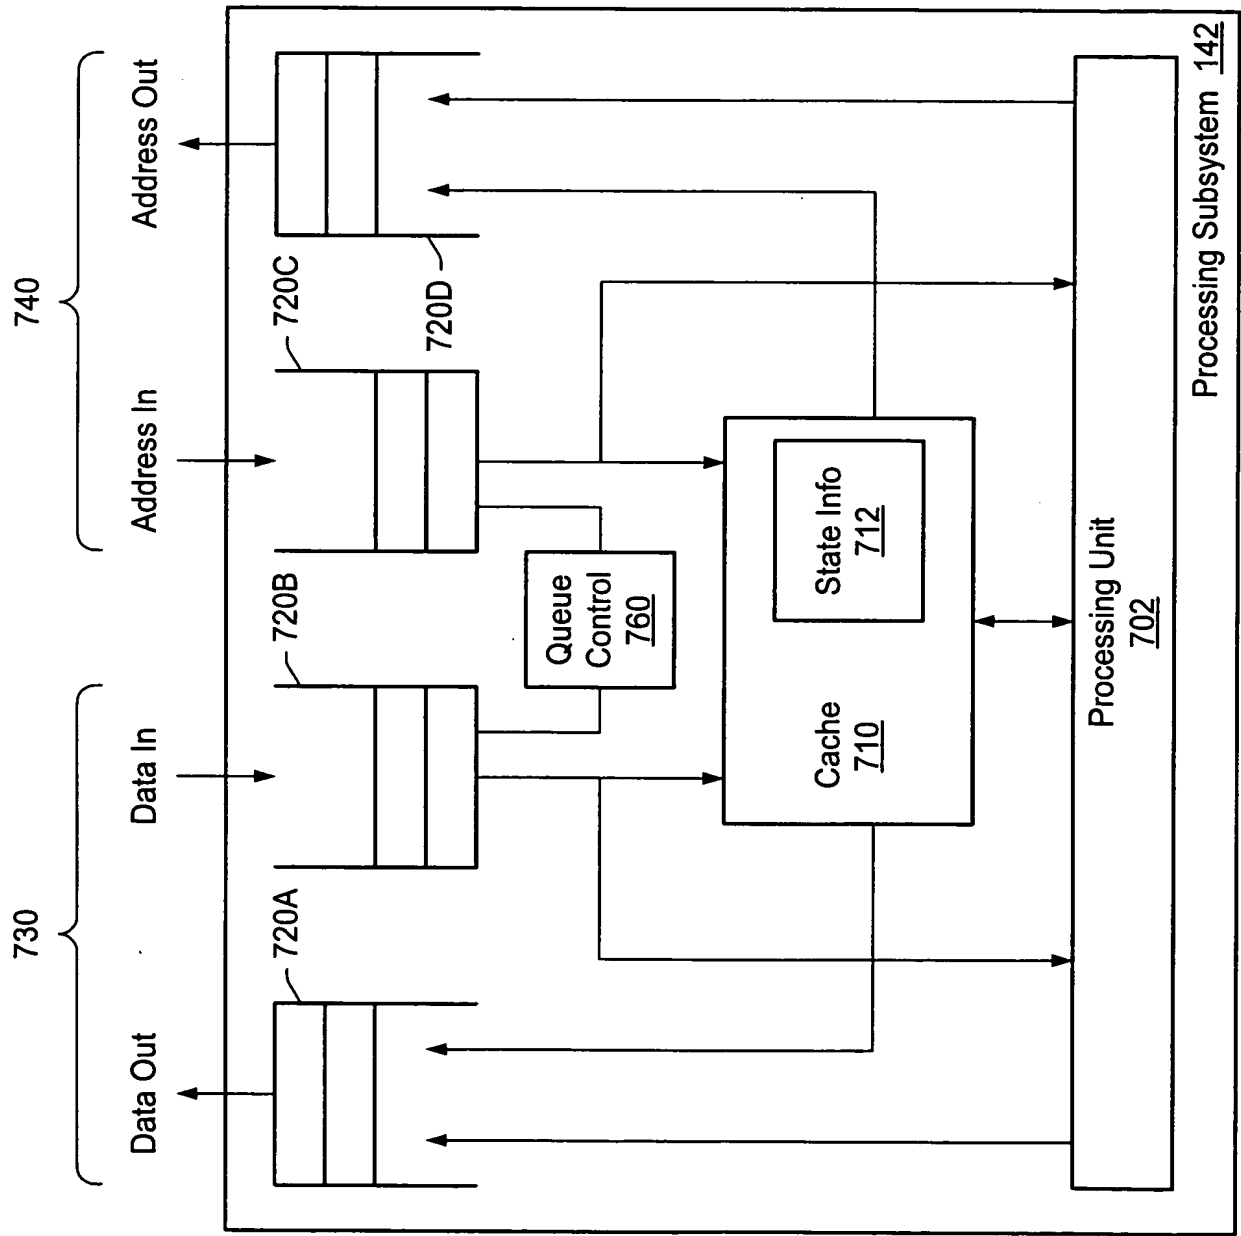 730
740
Data Out
Data In
Address In
Address Out
720A
720B
720C
720D
Queue
Control
760
Cache
710
State Info
712
Processing Unit
702
Processing Subsystem 142